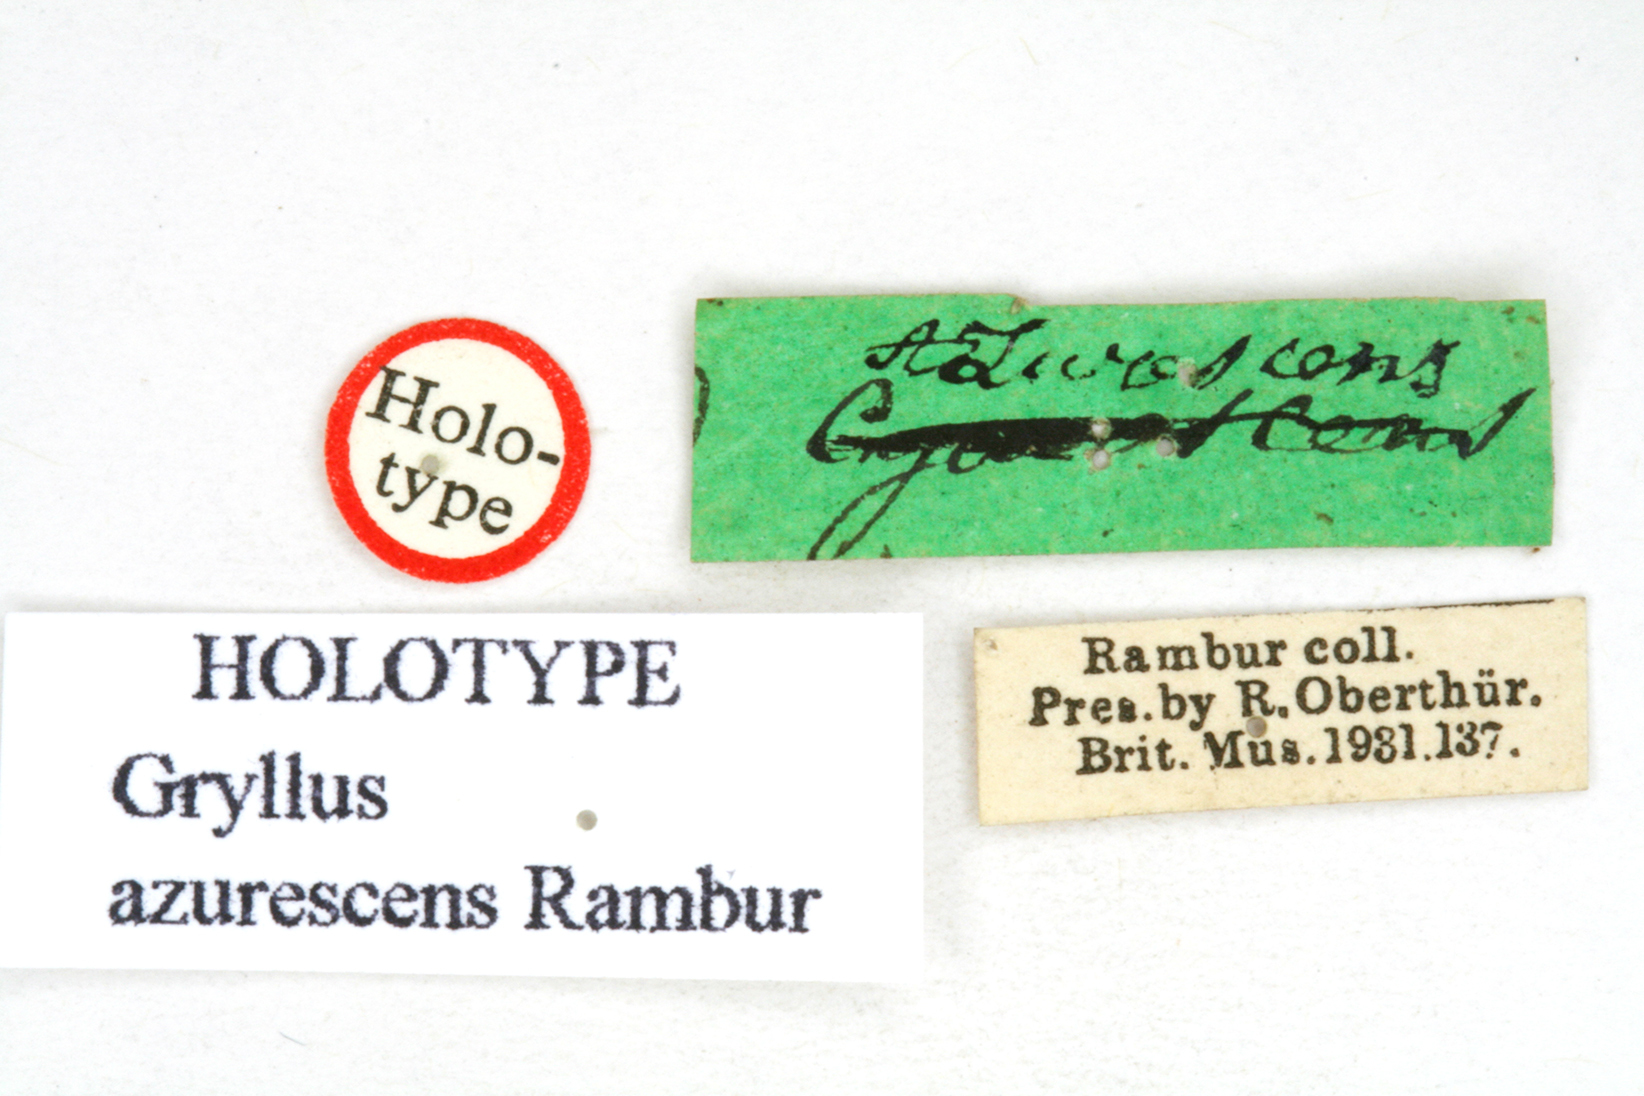 Holo-
type
Azurescens
HOLOTYPE
Gryllus
azurescens Rambur
Rambur coll.
Pres. by R. Oberthür.
Brit. Mus. 1931.137.